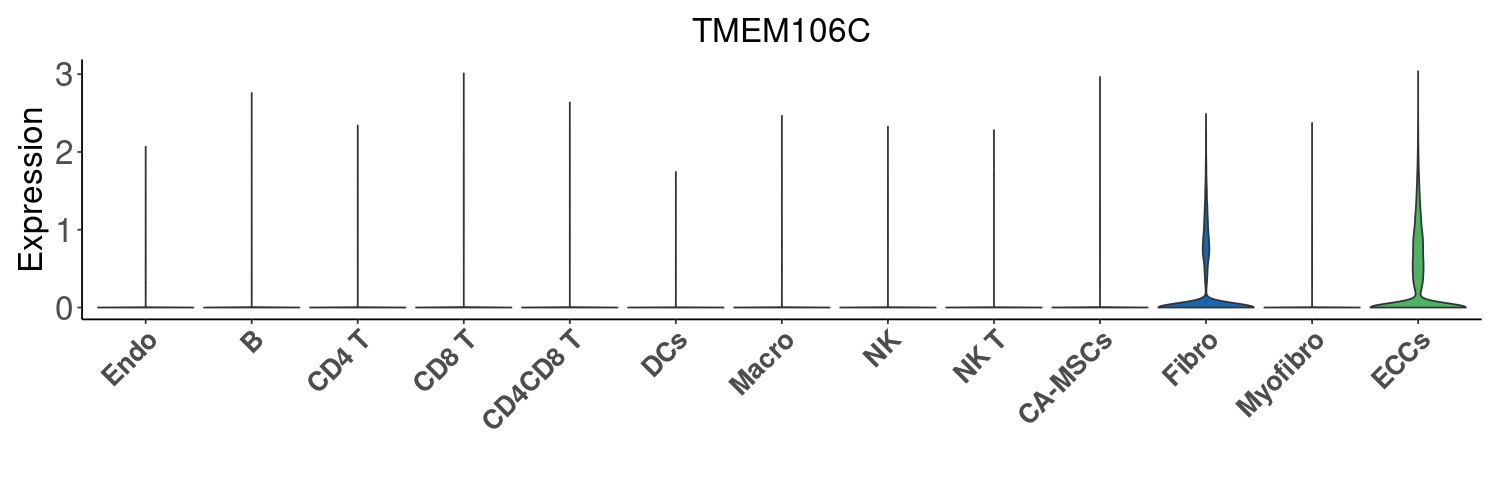 TMEM106C
Expression
3
2
1
0
Endo
B
CD4 T
CD8 T
CD4CD8 T
DCs
Macro
NK
NK T
CA-MSCs
Fibro
Myofibro
ECCs